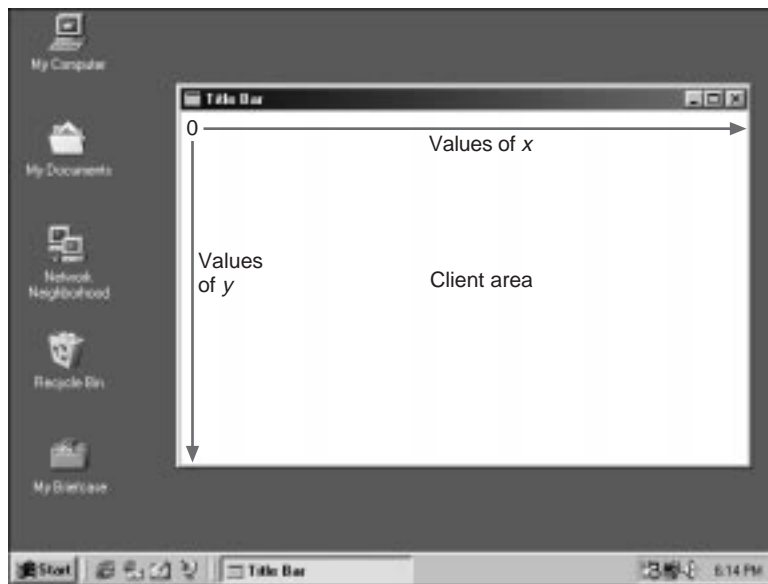 My Computer
Title Bar
0
Values of x
My Documents
Values
of y
Client area
Network
Neighborhood
Recycle Bin
My Briefcase
Start
Title Bar
6:14 PM